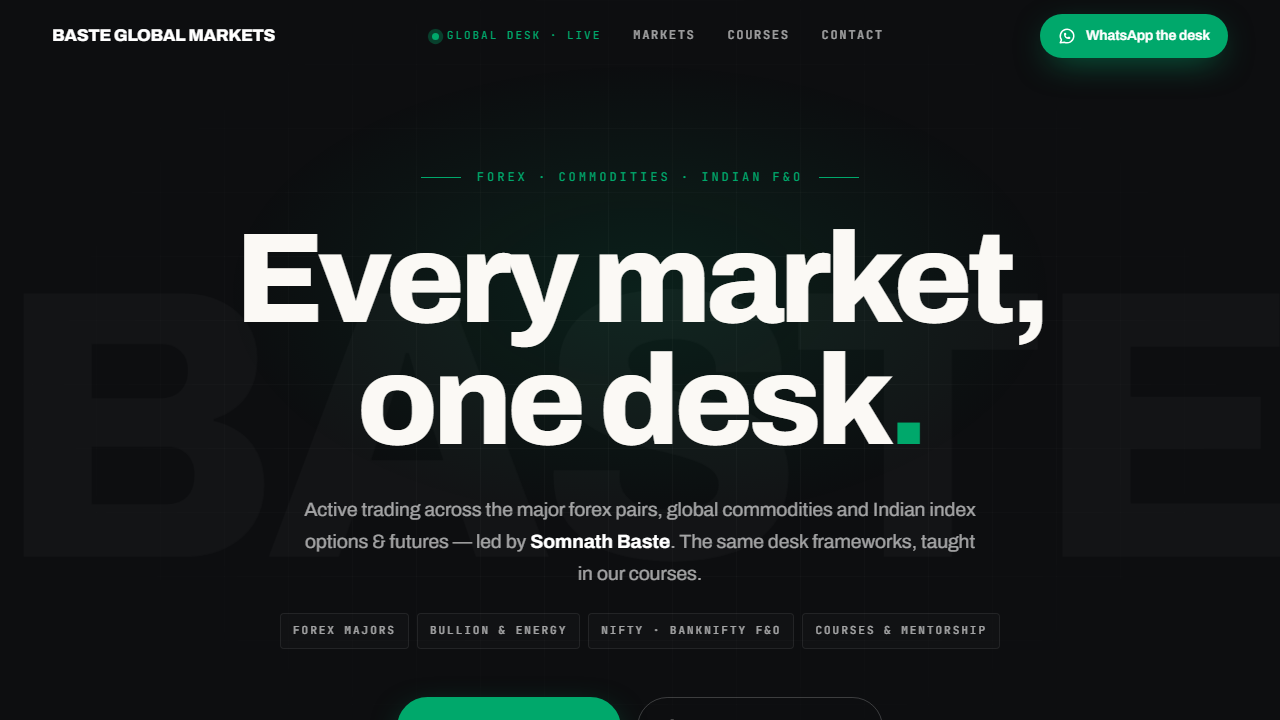 BASTE GLOBAL MARKETS
GLOBAL DESK · LIVE
MARKETS
COURSES
CONTACT
WhatsApp the desk
FOREX · COMMODITIES · INDIAN F&O
BASTE
Every market,
one desk.
Active trading across the major forex pairs, global commodities and Indian index
options & futures — led by Somnath Baste. The same desk frameworks, taught
in our courses.
FOREX MAJORS
BULLION & ENERGY
NIFTY · BANKNIFTY F&O
COURSES & MENTORSHIP